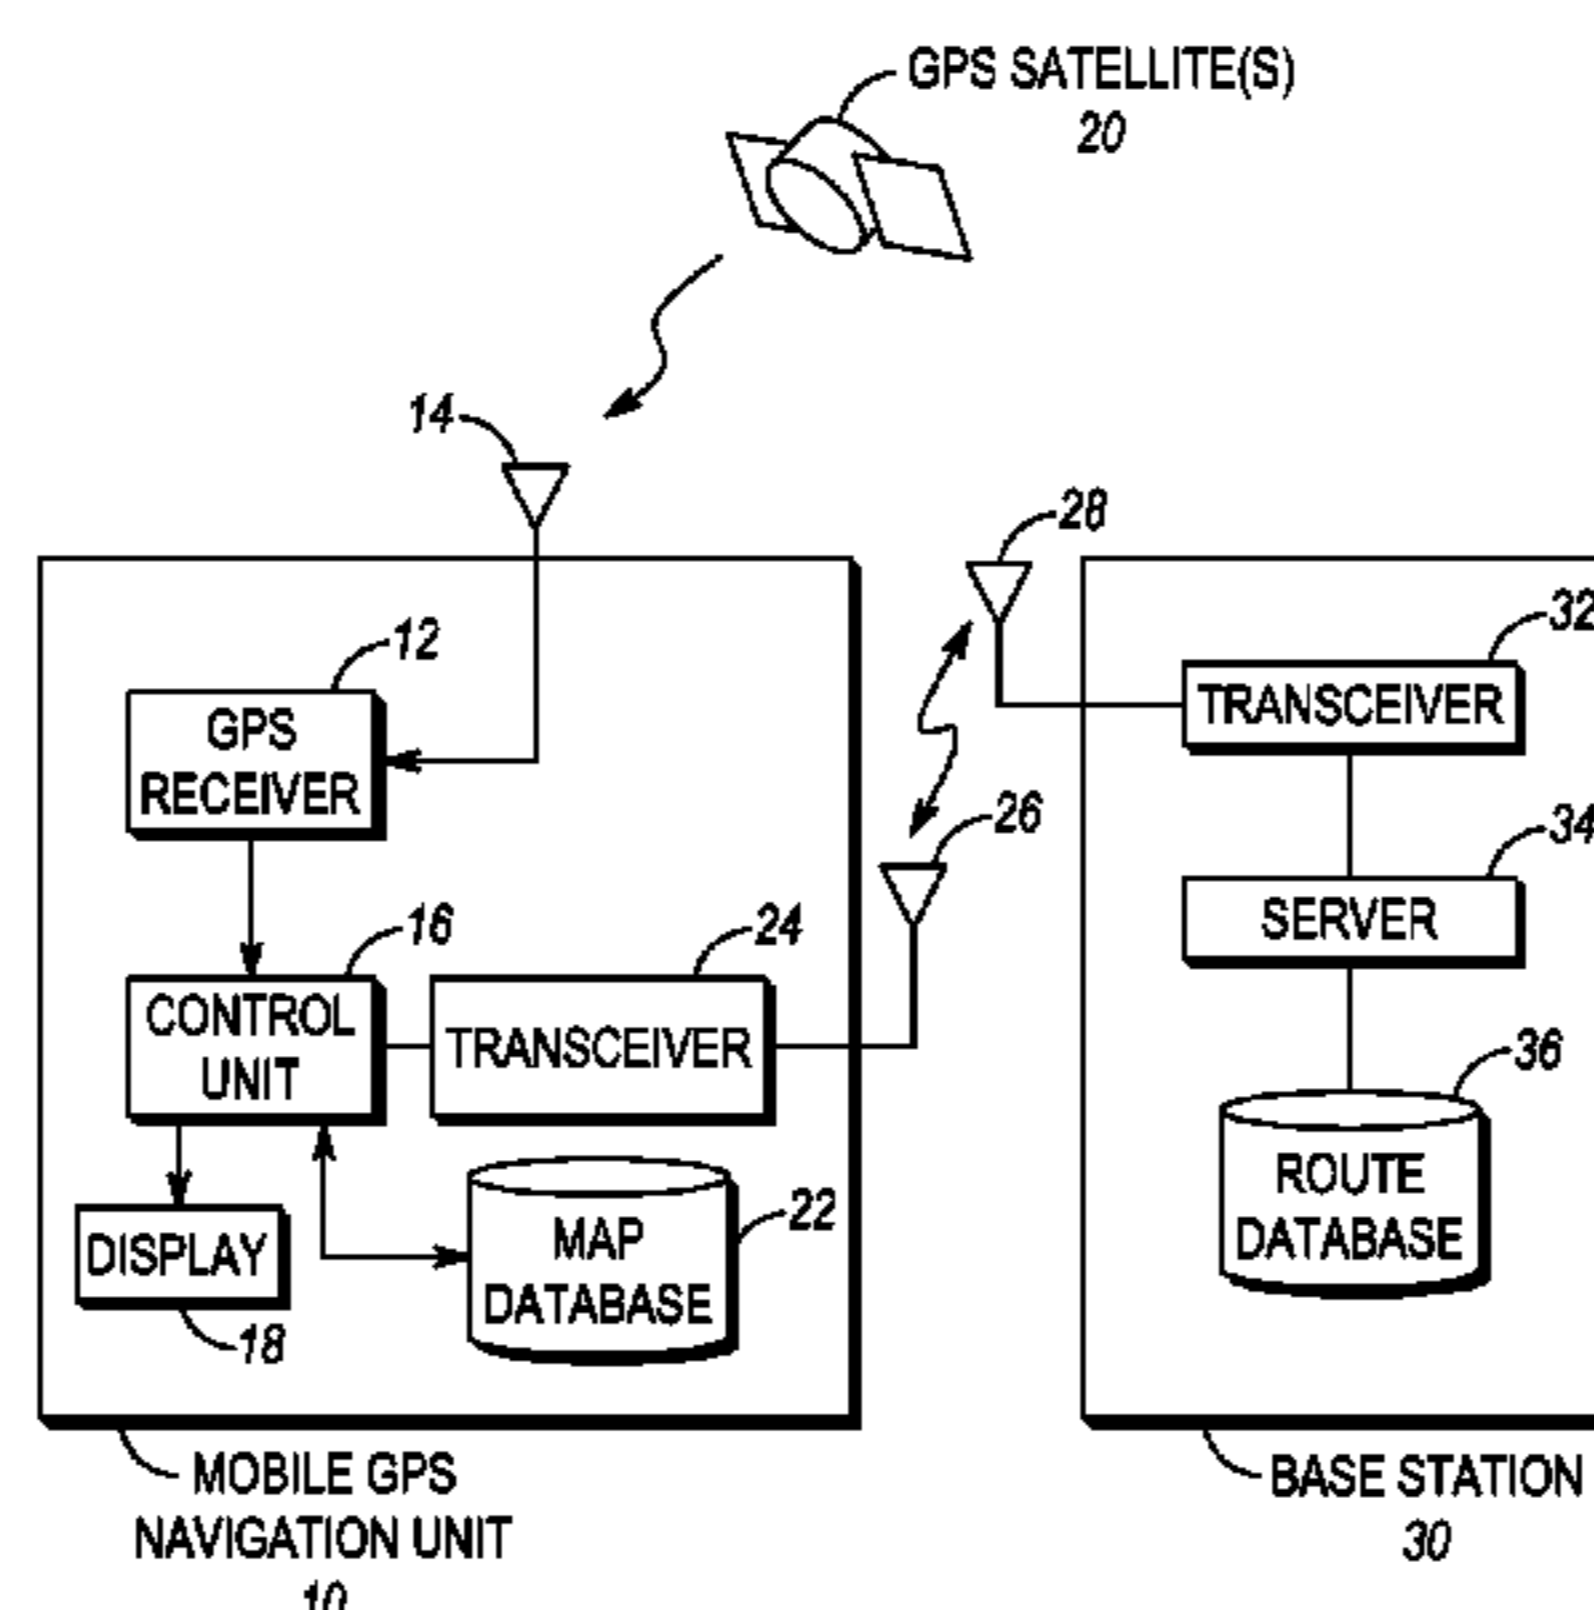 GPS SATELLITE(S)
20
14
28
12
GPS
RECEIVER
32
TRANSCEIVER
26
34
SERVER
16
CONTROL
UNIT
24
TRANSCEIVER
36
ROUTE
DATABASE
DISPLAY
18
MAP
DATABASE
22
MOBILE GPS
NAVIGATION UNIT
10
BASE STATION
30